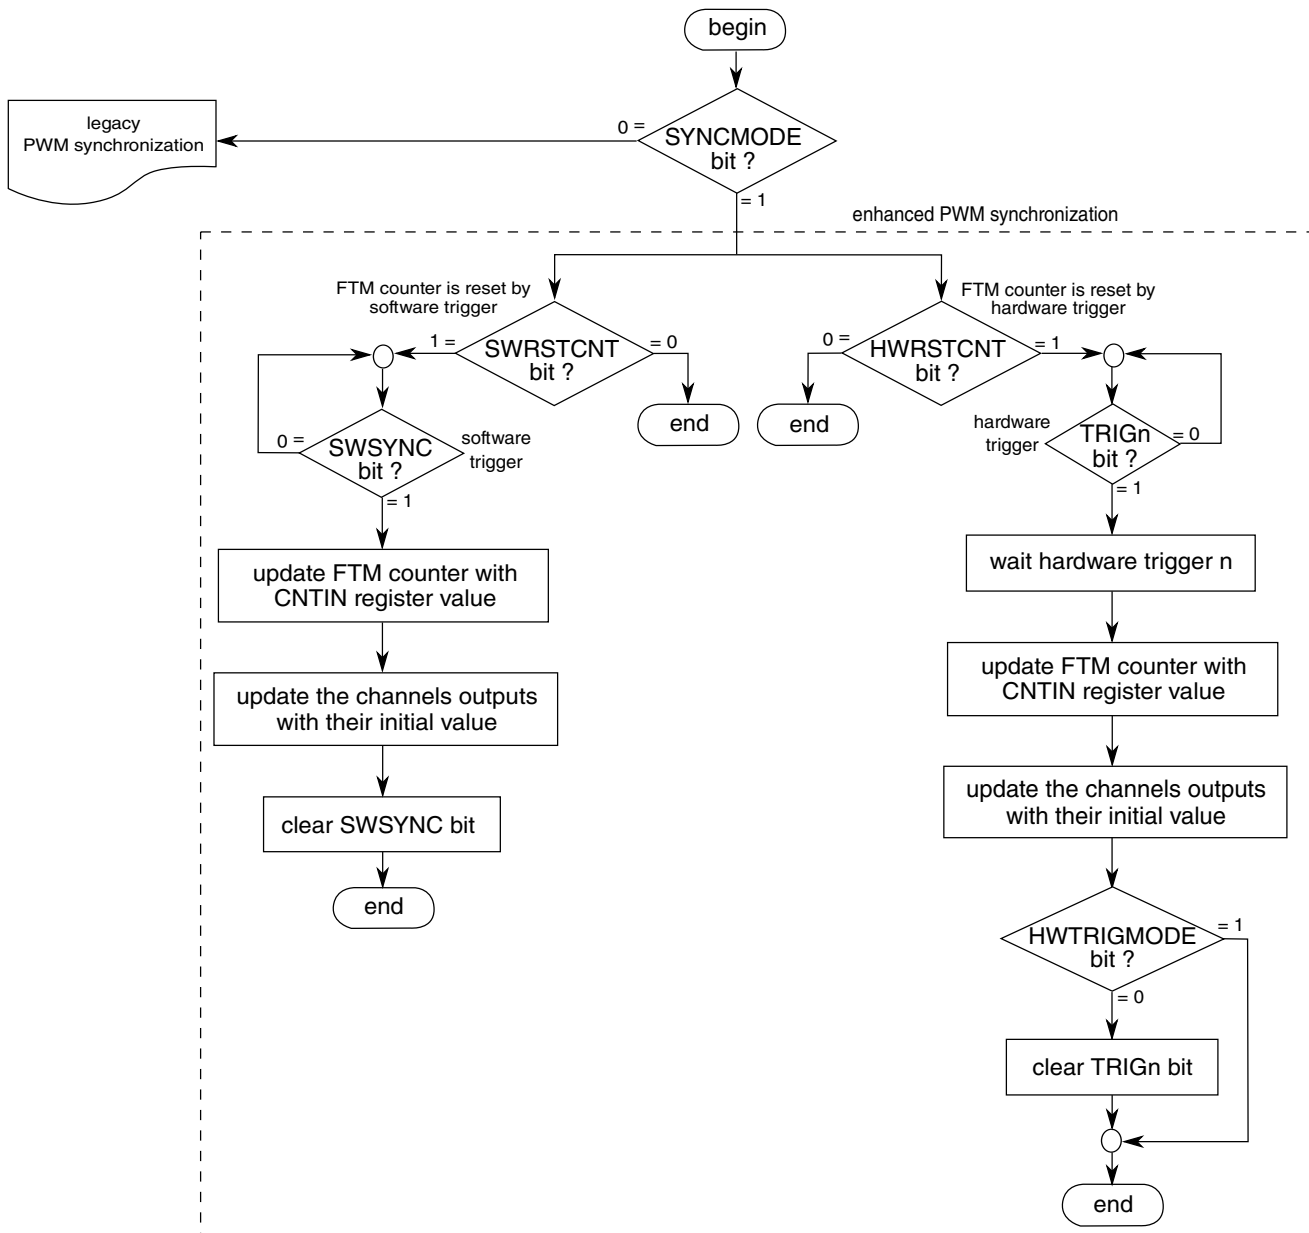 begin
SYNCMODE
bit ?
0 =
= 1
legacy
PWM synchronization
enhanced PWM synchronization
FTM counter is reset by
software trigger
SWRSTCNT
bit ?
1 =
= 0
end
SWSYNC
bit ?
0 =
= 1
software
trigger
update FTM counter with
CNTIN register value
update the channels outputs
with their initial value
clear SWSYNC bit
end
FTM counter is reset by
hardware trigger
HWRSTCNT
bit ?
0 =
= 1
end
hardware
trigger
TRIGn
bit ?
= 0
= 1
wait hardware trigger n
update FTM counter with
CNTIN register value
update the channels outputs
with their initial value
HWTRIGMODE
bit ?
= 1
= 0
clear TRIGn bit
end